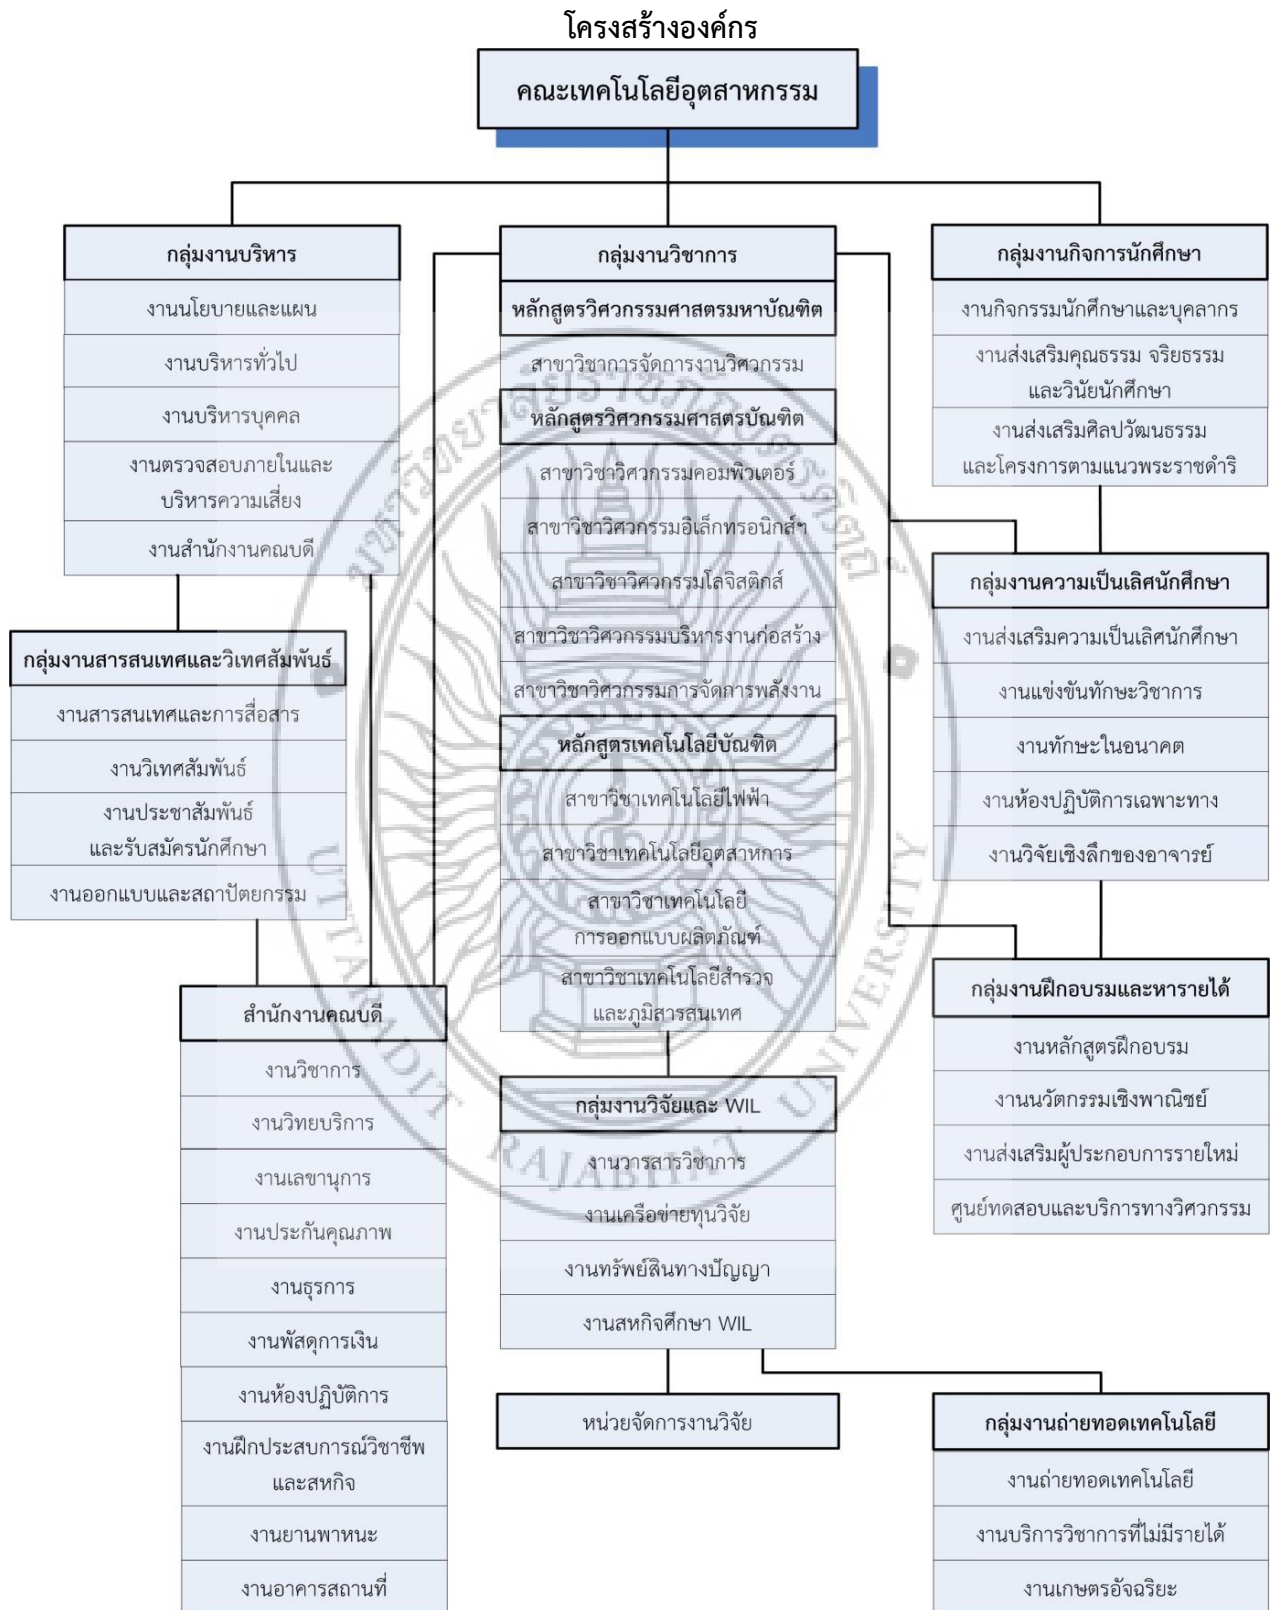 โครงสร้างองค์กร
คณะเทคโนโลยีอุตสาหกรรม
กลุ่มงานบริหาร
งานนโยบายและแผน
งานบริหารทั่วไป
งานบริหารบุคคล
งานตรวจสอบภายในและ
บริหารความเสี่ยง
งานสำนักงานคณบดี
กลุ่มงานสารสนเทศและวิเทศสัมพันธ์
งานสารสนเทศและการสื่อสาร
งานวิเทศสัมพันธ์
งานประชาสัมพันธ์
และรับสมัครนักศึกษา
งานออกแบบและสถาปัตยกรรม
สำนักงานคณบดี
งานวิชาการ
งานวิทยบริการ
งานเลขานุการ
งานประกันคุณภาพ
งานธุรการ
งานพัสดุการเงิน
งานห้องปฏิบัติการ
งานฝึกประสบการณ์วิชาชีพ
และสหกิจ
งานยานพาหนะ
งานอาคารสถานที่
กลุ่มงานวิชาการ
หลักสูตรวิศวกรรมศาสตรมหาบัณฑิต
สาขาวิชาการจัดการงานวิศวกรรม
หลักสูตรวิศวกรรมศาสตรบัณฑิต
สาขาวิชาวิศวกรรมคอมพิวเตอร์
สาขาวิชาวิศวกรรมอิเล็กทรอนิกส์ฯ
สาขาวิชาวิศวกรรมโลจิสติกส์
สาขาวิชาวิศวกรรมบริหารงานก่อสร้าง
สาขาวิชาวิศวกรรมการจัดการพลังงาน
หลักสูตรเทคโนโลยีบัณฑิต
สาขาวิชาเทคโนโลยีไฟฟ้า
สาขาวิชาเทคโนโลยีอุตสาหการ
สาขาวิชาเทคโนโลยี
การออกแบบผลิตภัณฑ์
สาขาวิชาเทคโนโลยีสำรวจ
และภูมิสารสนเทศ
กลุ่มงานวิจัยและ WIL
งานวารสารวิชาการ
งานเครือข่ายทุนวิจัย
งานทรัพย์สินทางปัญญา
งานสหกิจศึกษา WIL
หน่วยจัดการงานวิจัย
กลุ่มงานกิจการนักศึกษา
งานกิจกรรมนักศึกษาและบุคลากร
งานส่งเสริมคุณธรรม จริยธรรม
และวินัยนักศึกษา
งานส่งเสริมศิลปวัฒนธรรม
และโครงการตามแนวพระราชดำริ
กลุ่มงานความเป็นเลิศนักศึกษา
งานส่งเสริมความเป็นเลิศนักศึกษา
งานแข่งขันทักษะวิชาการ
งานทักษะในอนาคต
งานห้องปฏิบัติการเฉพาะทาง
งานวิจัยเชิงลึกของอาจารย์
กลุ่มงานฝึกอบรมและหารายได้
งานหลักสูตรฝึกอบรม
งานนวัตกรรมเชิงพาณิชย์
งานส่งเสริมผู้ประกอบการรายใหม่
ศูนย์ทดสอบและบริการทางวิศวกรรม
กลุ่มงานถ่ายทอดเทคโนโลยี
งานถ่ายทอดเทคโนโลยี
งานบริการวิชาการที่ไม่มีรายได้
งานเกษตรอัจฉริยะ
มหาวิทยาลัยราชภัฏอุตรดิตถ์
UTTARADIT RAJABHAT UNIVERSITY